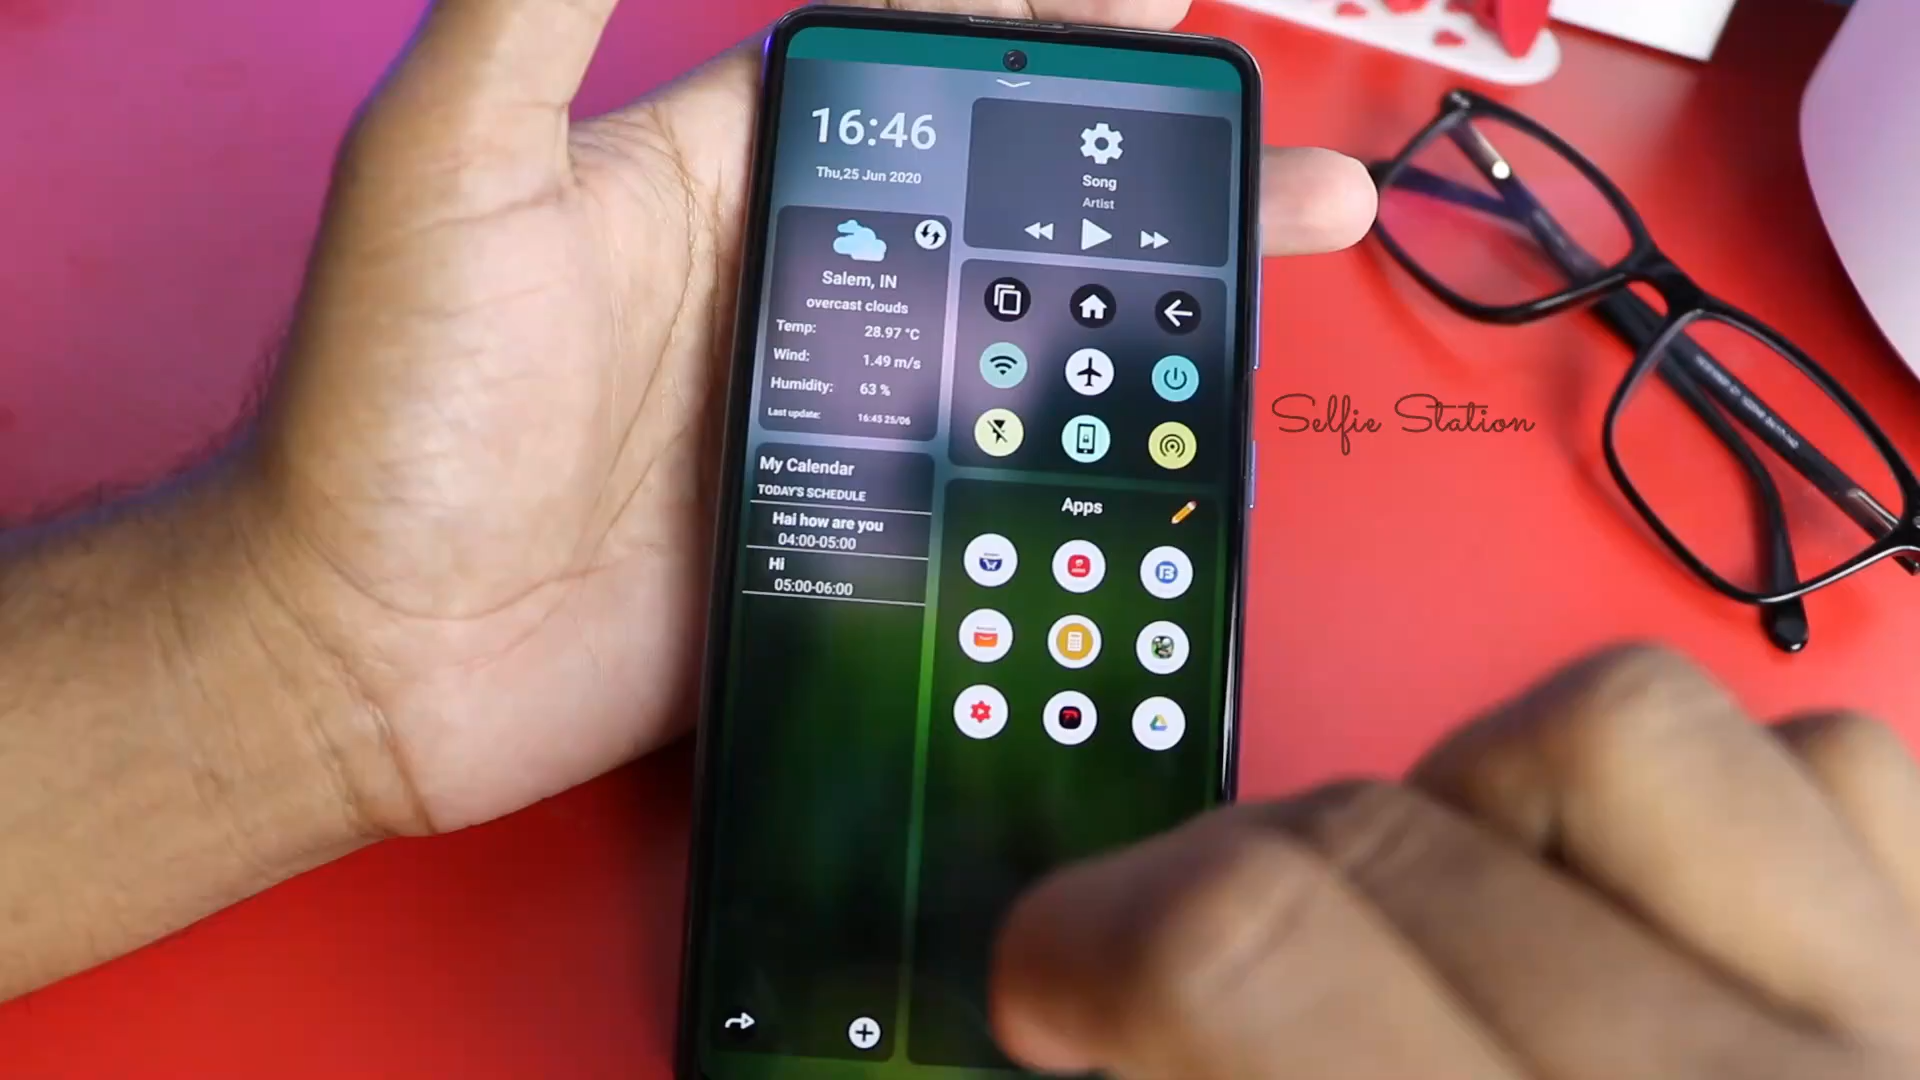 16:46
Thu,25 Jun 2020
Song
Artist
Salem, IN
overcast clouds
Temp: 28.97 °C
Wind: 1.49 m/s
Humidity: 63 %
Last update: 16:45 25/06
My Calendar
TODAY'S SCHEDULE
Hai how are you
04:00-05:00
Hi
05:00-06:00
Apps
Selfie Station